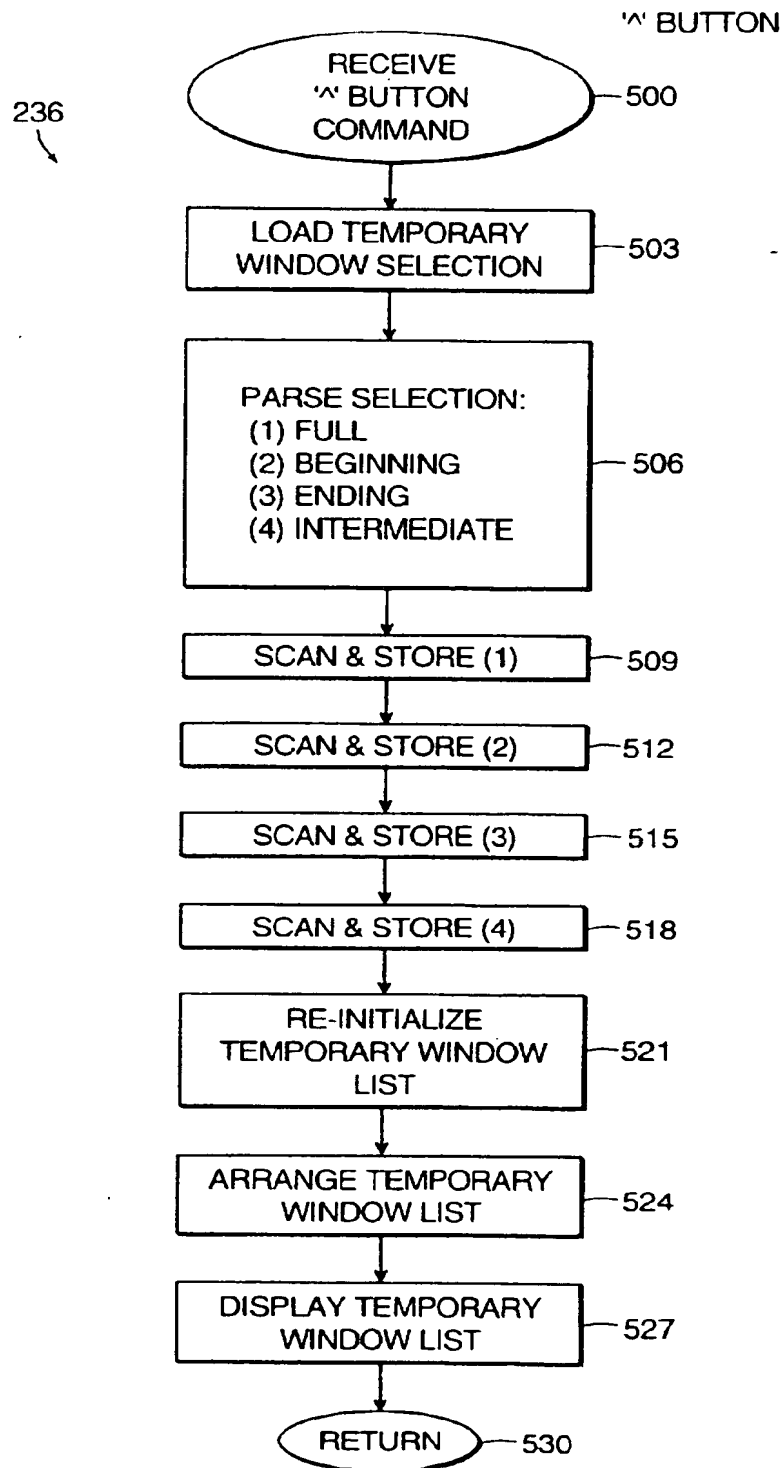 '^' BUTTON
RECEIVE
'^' BUTTON
COMMAND
500
236
LOAD TEMPORARY
WINDOW SELECTION
503
PARSE SELECTION:
(1) FULL
(2) BEGINNING
(3) ENDING
(4) INTERMEDIATE
506
SCAN & STORE (1)
509
SCAN & STORE (2)
512
SCAN & STORE (3)
515
SCAN & STORE (4)
518
RE-INITIALIZE
TEMPORARY WINDOW
LIST
521
ARRANGE TEMPORARY
WINDOW LIST
524
DISPLAY TEMPORARY
WINDOW LIST
527
RETURN
530